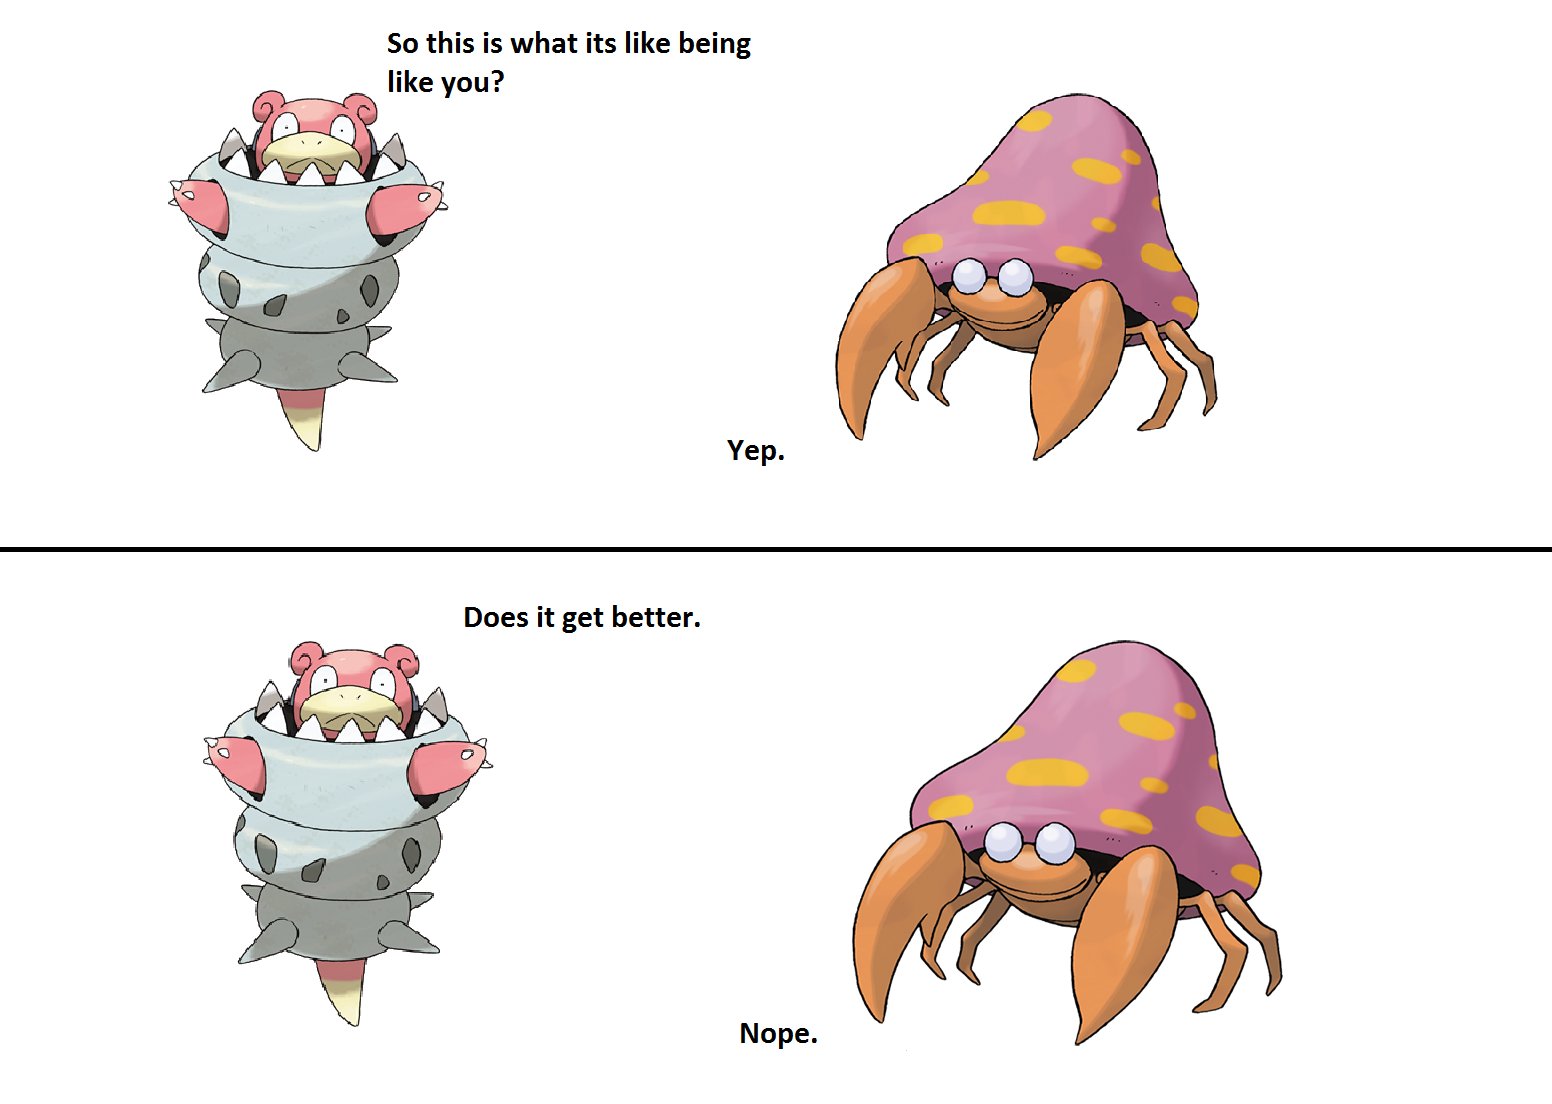 So this is what its like being
like you?
Yep.
Does it get better.
Nope.